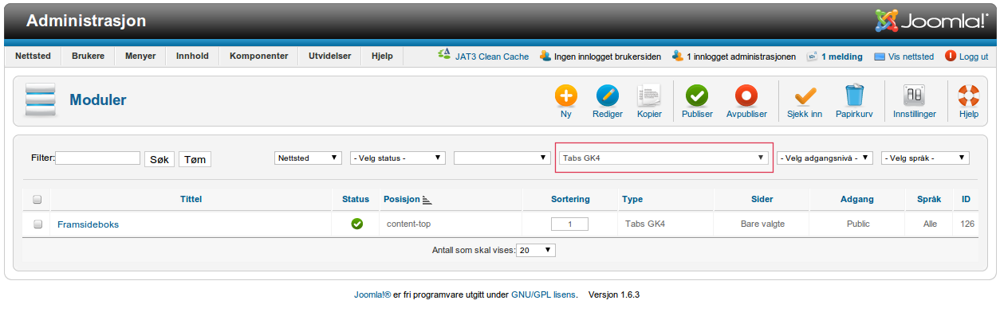 Administrasjon Joomla!®
Nettsted Brukere Menyer Innhold Komponenter Utvidelser Hjelp JAT3 Clean Cache Ingen innlogget brukersiden 1 innlogget administrasjonen 1 melding Vis nettsted Logg ut
Moduler Ny Rediger Kopier Publiser Avpubliser Sjekk inn Papirkurv Innstillinger Hjelp
Filter: Søk Tøm Nettsted - Velg status - Tabs GK4 - Velg adgangsnivå - - Velg språk -
Tittel Status Posisjon Sortering Type Sider Adgang Språk ID
Framsideboks content-top 1 Tabs GK4 Bare valgte Public Alle 126
Antall som skal vises: 20
Joomla!® er fri programvare utgitt under GNU/GPL lisens. Versjon 1.6.3